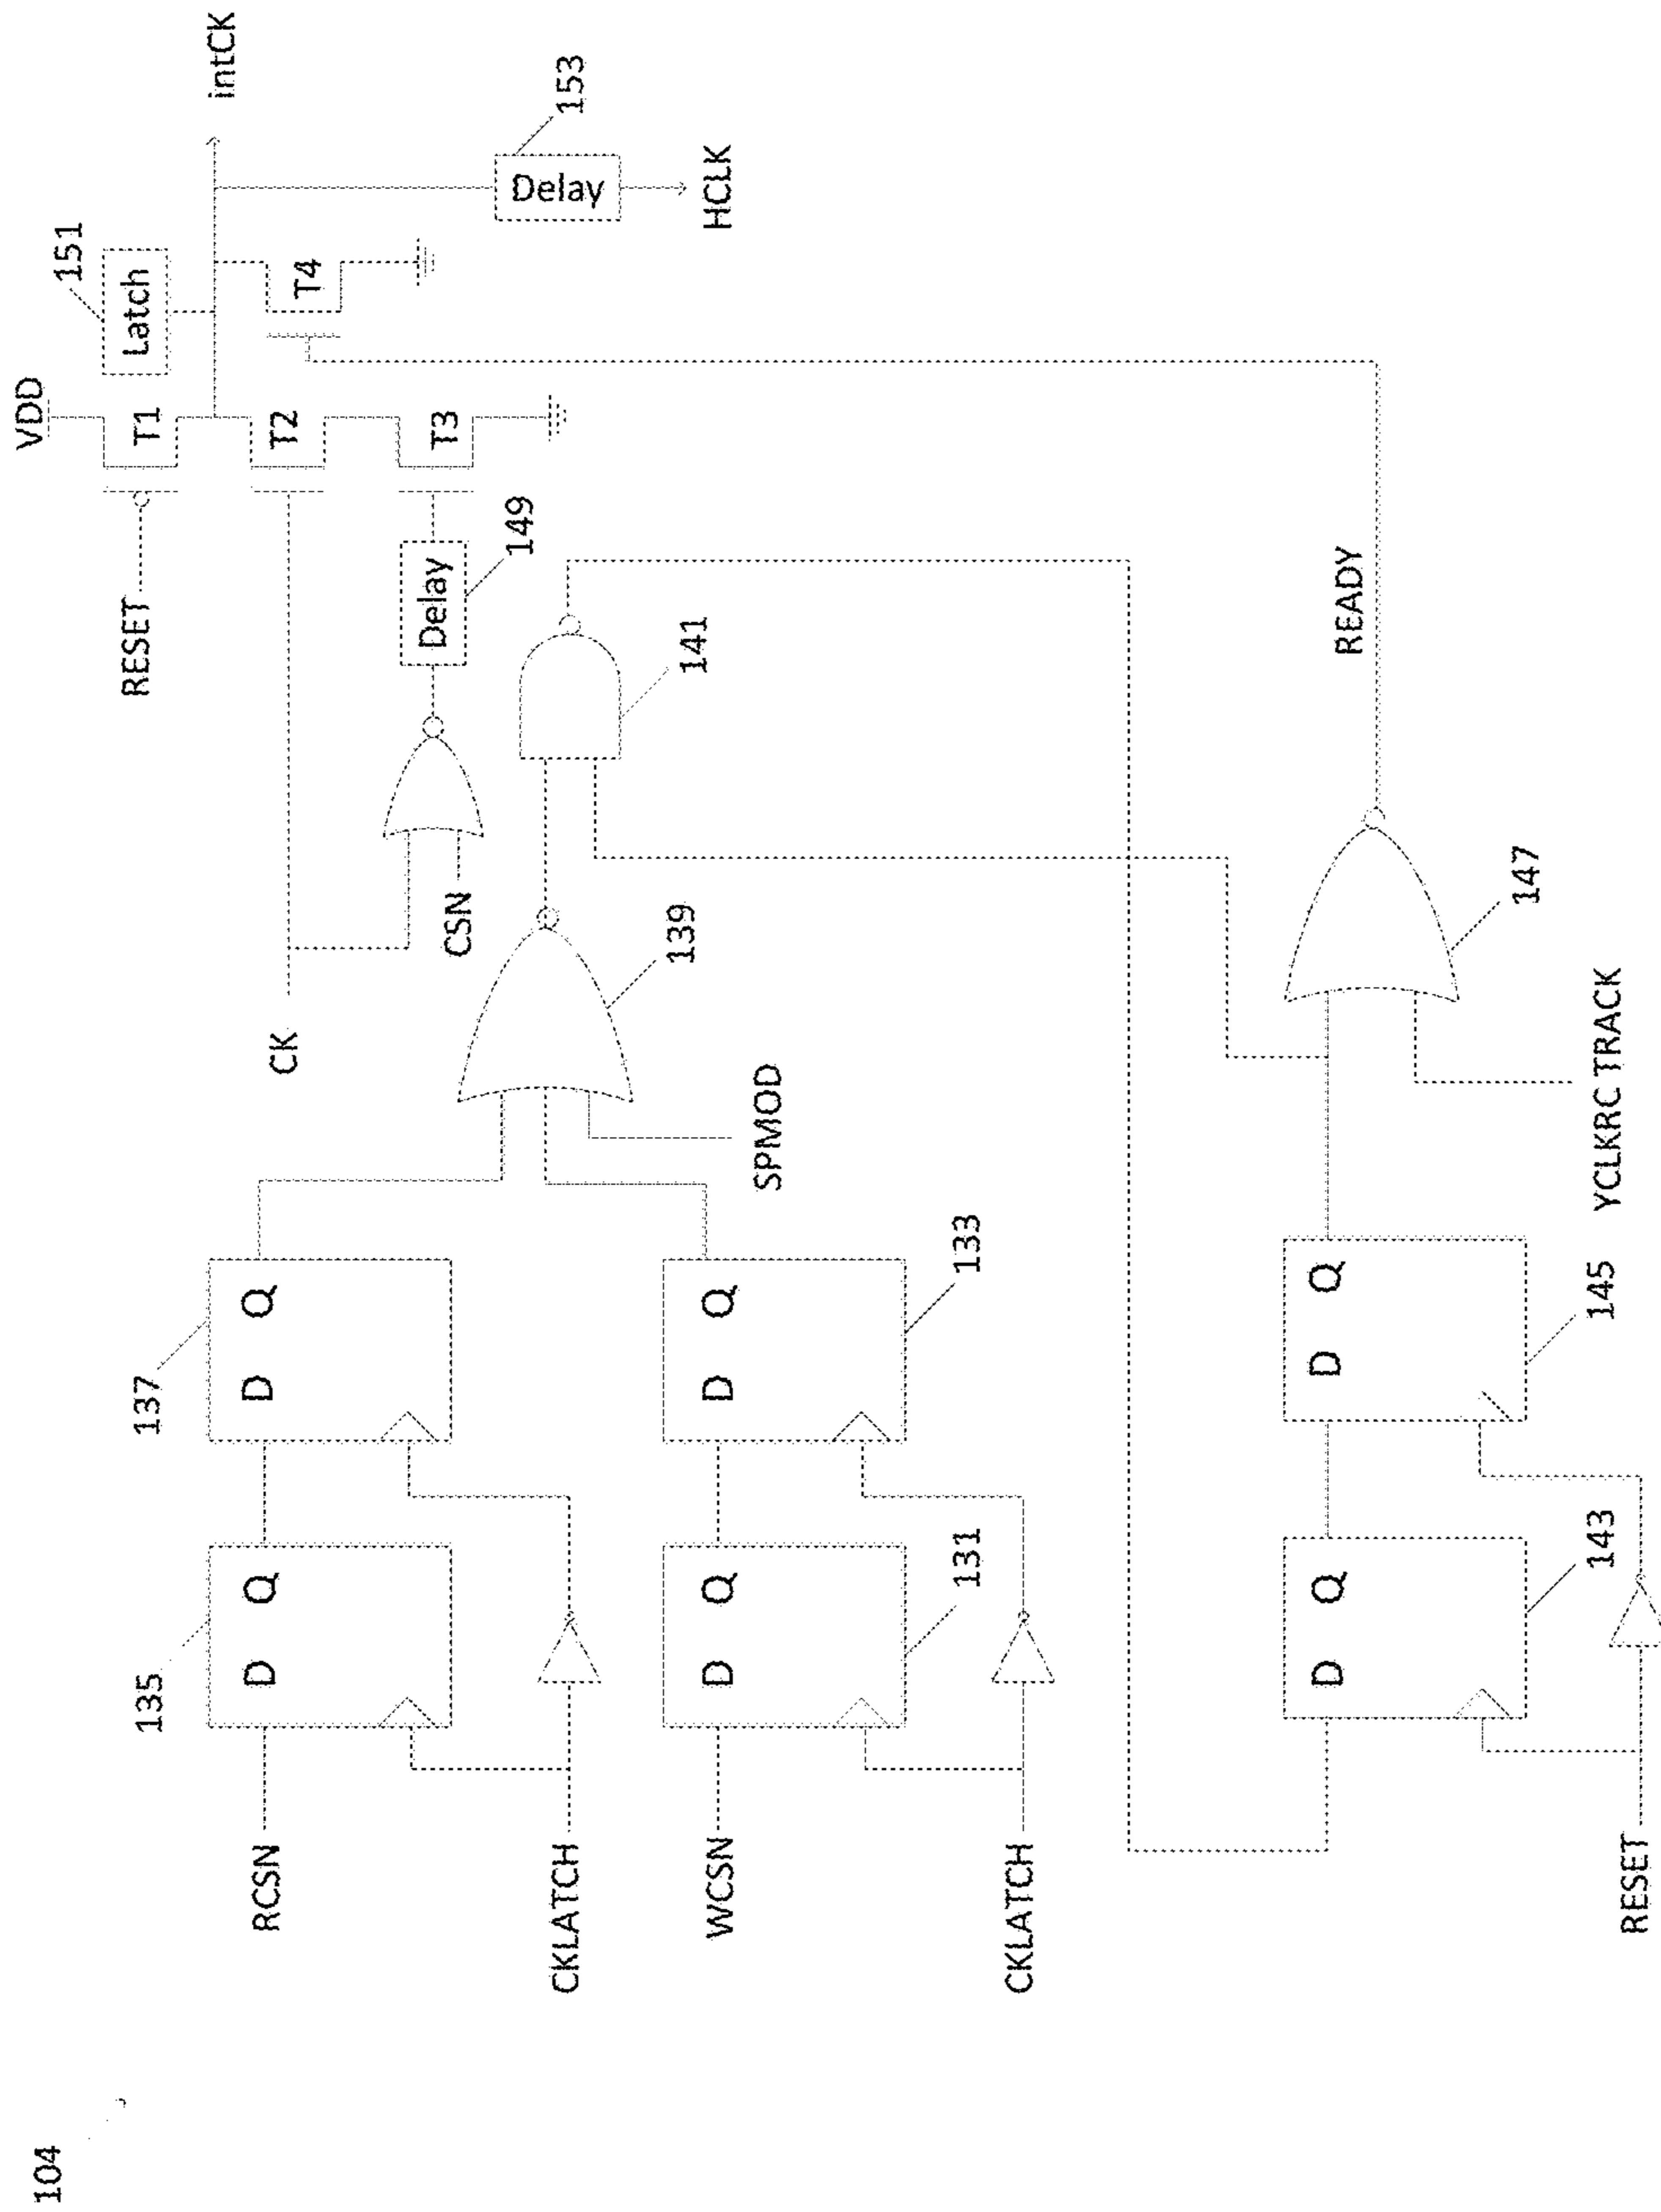 104
RCSN
135
D Q
137
D Q
CKLATCH
WCSN
D Q
131
D Q
133
CKLATCH
SPMOD
139
CK
CSN
141
RESET
Delay
149
VDD
T1
T2
T3
Latch
151
T4
intCK
Delay
153
HCLK
RESET
D Q
143
D Q
145
YCLKRC TRACK
147
READY